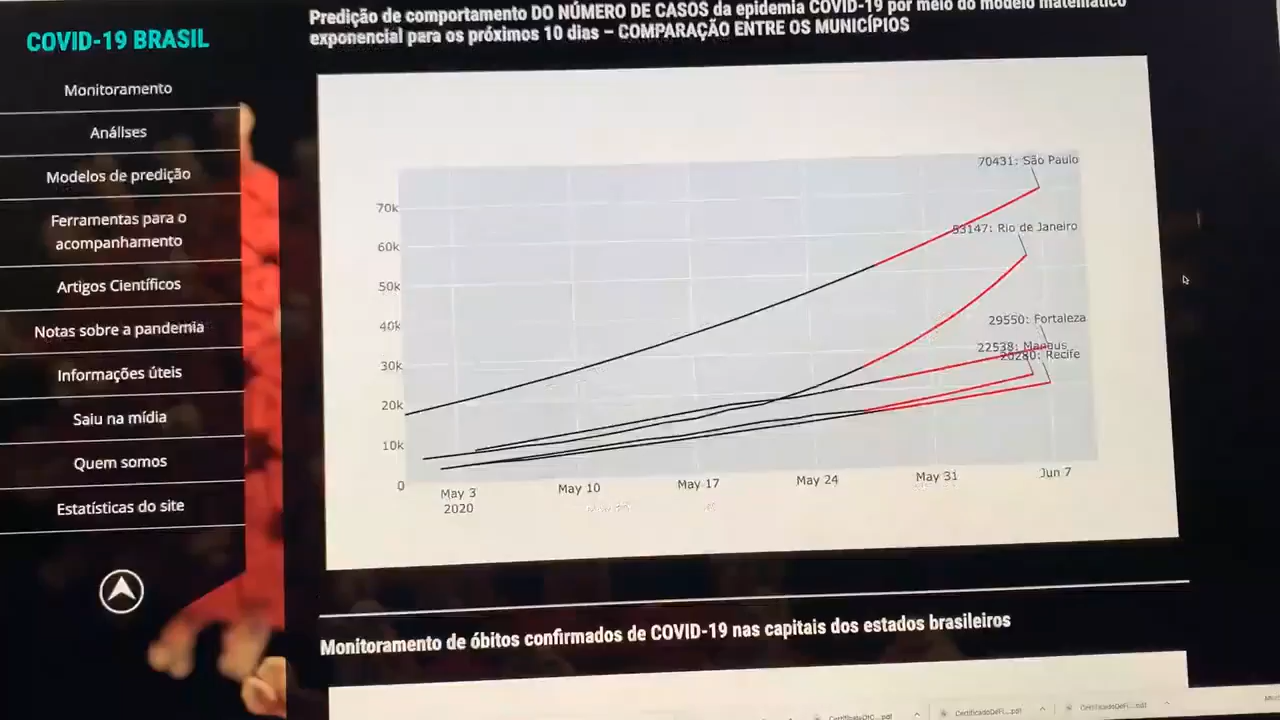 Predição de comportamento DO NÚMERO DE CASOS da epidemia COVID-19 por meio do modelo matemático
exponencial para os próximos 10 dias – COMPARAÇÃO ENTRE OS MUNICÍPIOS
COVID-19 BRASIL
Monitoramento
Análises
Modelos de predição
Ferramentas para o
acompanhamento
Artigos Científicos
Notas sobre a pandemia
Informações úteis
Saiu na mídia
Quem somos
Estatísticas do site
70431: São Paulo
53147: Rio de Janeiro
29550: Fortaleza
22538: Manaus
20280: Recife
70k
60k
50k
40k
30k
20k
10k
0
May 3
2020
May 10
May 17
May 24
May 31
Jun 7
Monitoramento de óbitos confirmados de COVID-19 nas capitais dos estados brasileiros
CertificadoDeFi....pdf
CertificadoDeFi....pdf